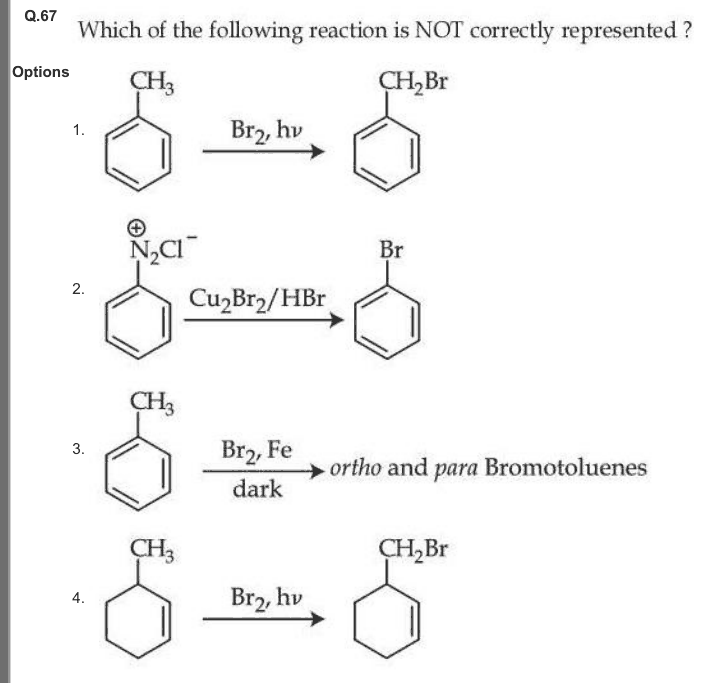 Q.67
Which of the following reaction is NOT correctly represented ?
Options
1.
CH₃
Br₂, hν
CH₂Br
2.
⊕
N₂Cl⁻
Cu₂Br₂/HBr
Br
3.
CH₃
Br₂, Fe
dark
ortho and para Bromotoluenes
4.
CH₃
Br₂, hν
CH₂Br